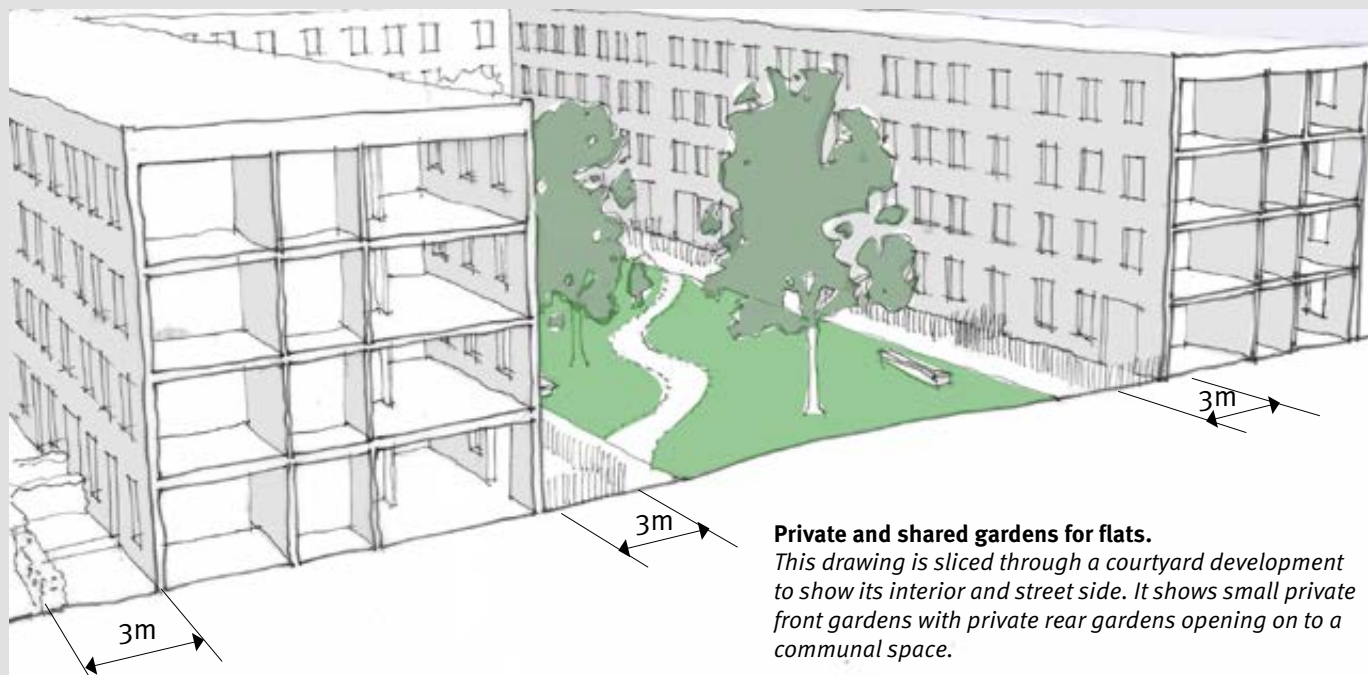 3m
3m
3m
Private and shared gardens for flats.
This drawing is sliced through a courtyard development
to show its interior and street side. It shows small private
front gardens with private rear gardens opening on to a
communal space.